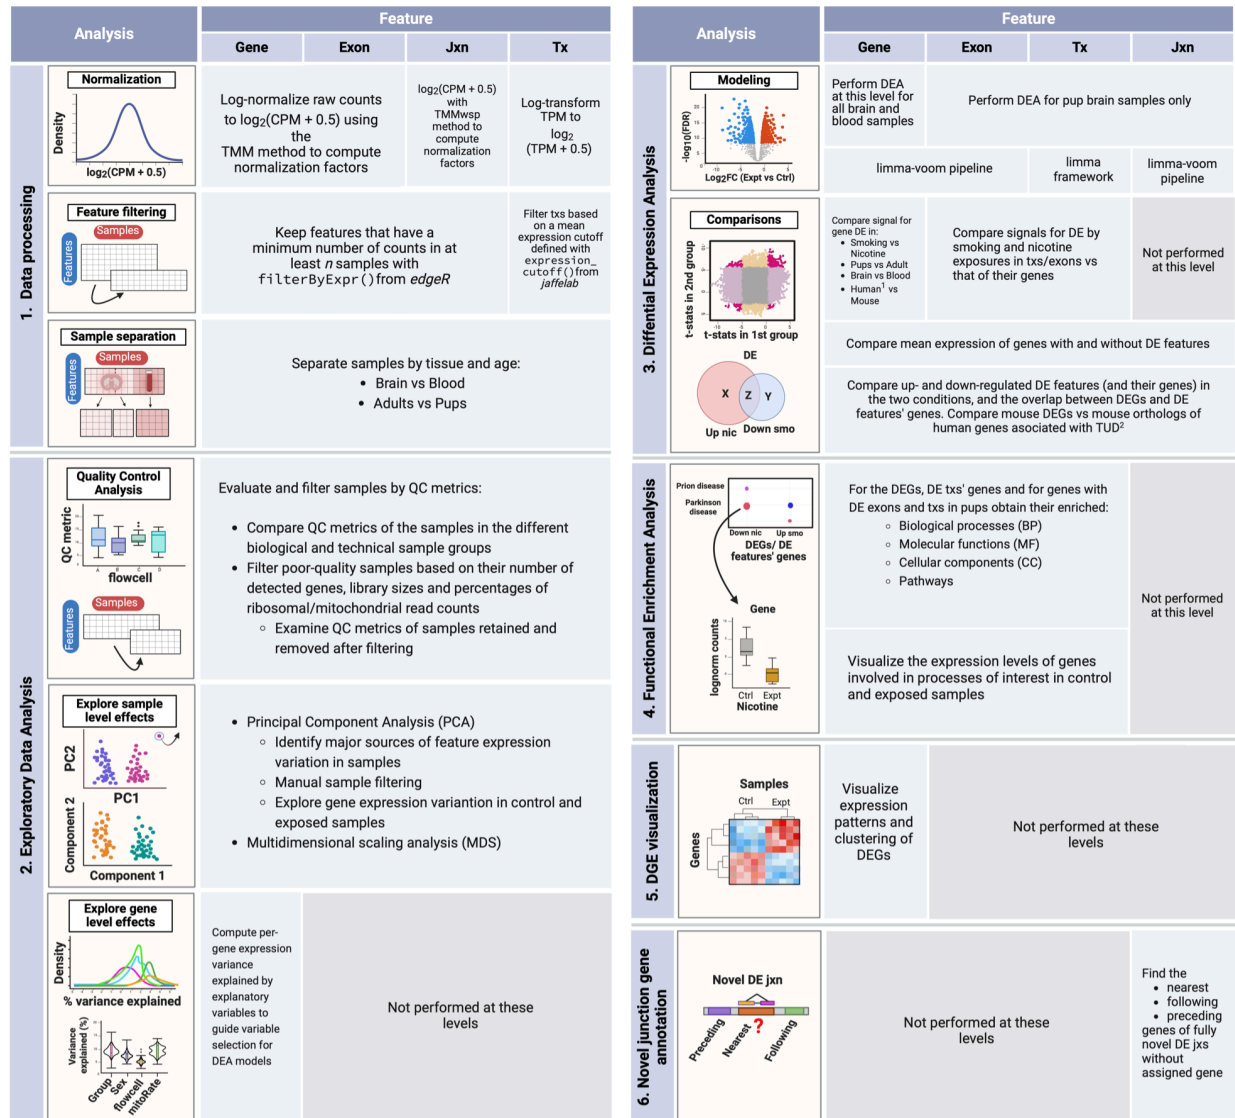 Analysis
Feature
Gene
Exon
Jxn
Tx
1. Data processing
Normalization
Density
log2(CPM + 0.5)
Log-normalize raw counts
to log2(CPM + 0.5) using
the
TMM method to compute
normalization factors
log2(CPM + 0.5)
with
TMMwsp
method to
compute
normalization
factors
Log-transform
TPM to
log2
(TPM + 0.5)
Feature filtering
Samples
Features
Keep features that have a
minimum number of counts in at
least n samples with
filterByExpr() from edgeR
Filter txs based
on a mean
expression cutoff
defined with
expression_
cutoff() from
jaffelab
Sample separation
Samples
Features
Separate samples by tissue and age:
• Brain vs Blood
• Adults vs Pups
2. Exploratory Data Analysis
Quality Control
Analysis
QC metric
A B C D
flowcell
Samples
Features
Evaluate and filter samples by QC metrics:
• Compare QC metrics of the samples in the different
biological and technical sample groups
• Filter poor-quality samples based on their number of
detected genes, library sizes and percentages of
ribosomal/mitochondrial read counts
◦ Examine QC metrics of samples retained and
removed after filtering
Explore sample
level effects
PC2
PC1
Component 2
Component 1
• Principal Component Analysis (PCA)
◦ Identify major sources of feature expression
variation in samples
◦ Manual sample filtering
◦ Explore gene expression variantion in control and
exposed samples
• Multidimensional scaling analysis (MDS)
Explore gene
level effects
Density
% variance explained
Variance
explained (%)
Group
Sex
flowcell
mitoRate
Compute per-
gene expression
variance
explained by
explanatory
variables to
guide variable
selection for
DEA models
Not performed at these
levels
Analysis
Feature
Gene
Exon
Tx
Jxn
3. Diffential Expression Analysis
Modeling
-log10(FDR)
20
15
10
5
-10 -5 0 5
Log2FC (Expt vs Ctrl)
Perform DEA
at this level for
all brain and
blood samples
Perform DEA for pup brain samples only
limma-voom pipeline
limma
framework
limma-voom
pipeline
Comparisons
t-stats in 2nd group
-10 -5 0 5
t-stats in 1st group
DE
X
Z
Y
Up nic
Down smo
Compare signal for
gene DE in:
• Smoking vs
Nicotine
• Pups vs Adult
• Brain vs Blood
• Human1 vs
Mouse
Compare signals for DE by
smoking and nicotine
exposures in txs/exons vs
that of their genes
Not performed
at this level
Compare mean expression of genes with and without DE features
Compare up- and down-regulated DE features (and their genes) in
the two conditions, and the overlap between DEGs and DE
features' genes. Compare mouse DEGs vs mouse orthologs of
human genes asociated with TUD2
4. Functional Enrichment Analysis
Prion disease
Parkinson
disease
Down nic
Up smo
DEGs/ DE
features' genes
Gene
lognorm counts
Ctrl Expt
Nicotine
For the DEGs, DE txs' genes and for genes with
DE exons and txs in pups obtain their enriched:
◦ Biological processes (BP)
◦ Molecular functions (MF)
◦ Cellular components (CC)
◦ Pathways
Not performed
at this level
Visualize the expression levels of genes
involved in processes of interest in control
and exposed samples
5. DGE visualization
Samples
Ctrl Expt
Genes
Visualize
expression
patterns and
clustering of
DEGs
Not performed at these
levels
6. Novel junction gene
annotation
Novel DE jxn
Preceding
Nearest
?
Following
Not performed at these
levels
Find the
• nearest
• following
• preceding
genes of fully
novel DE jxs
without
assigned gene